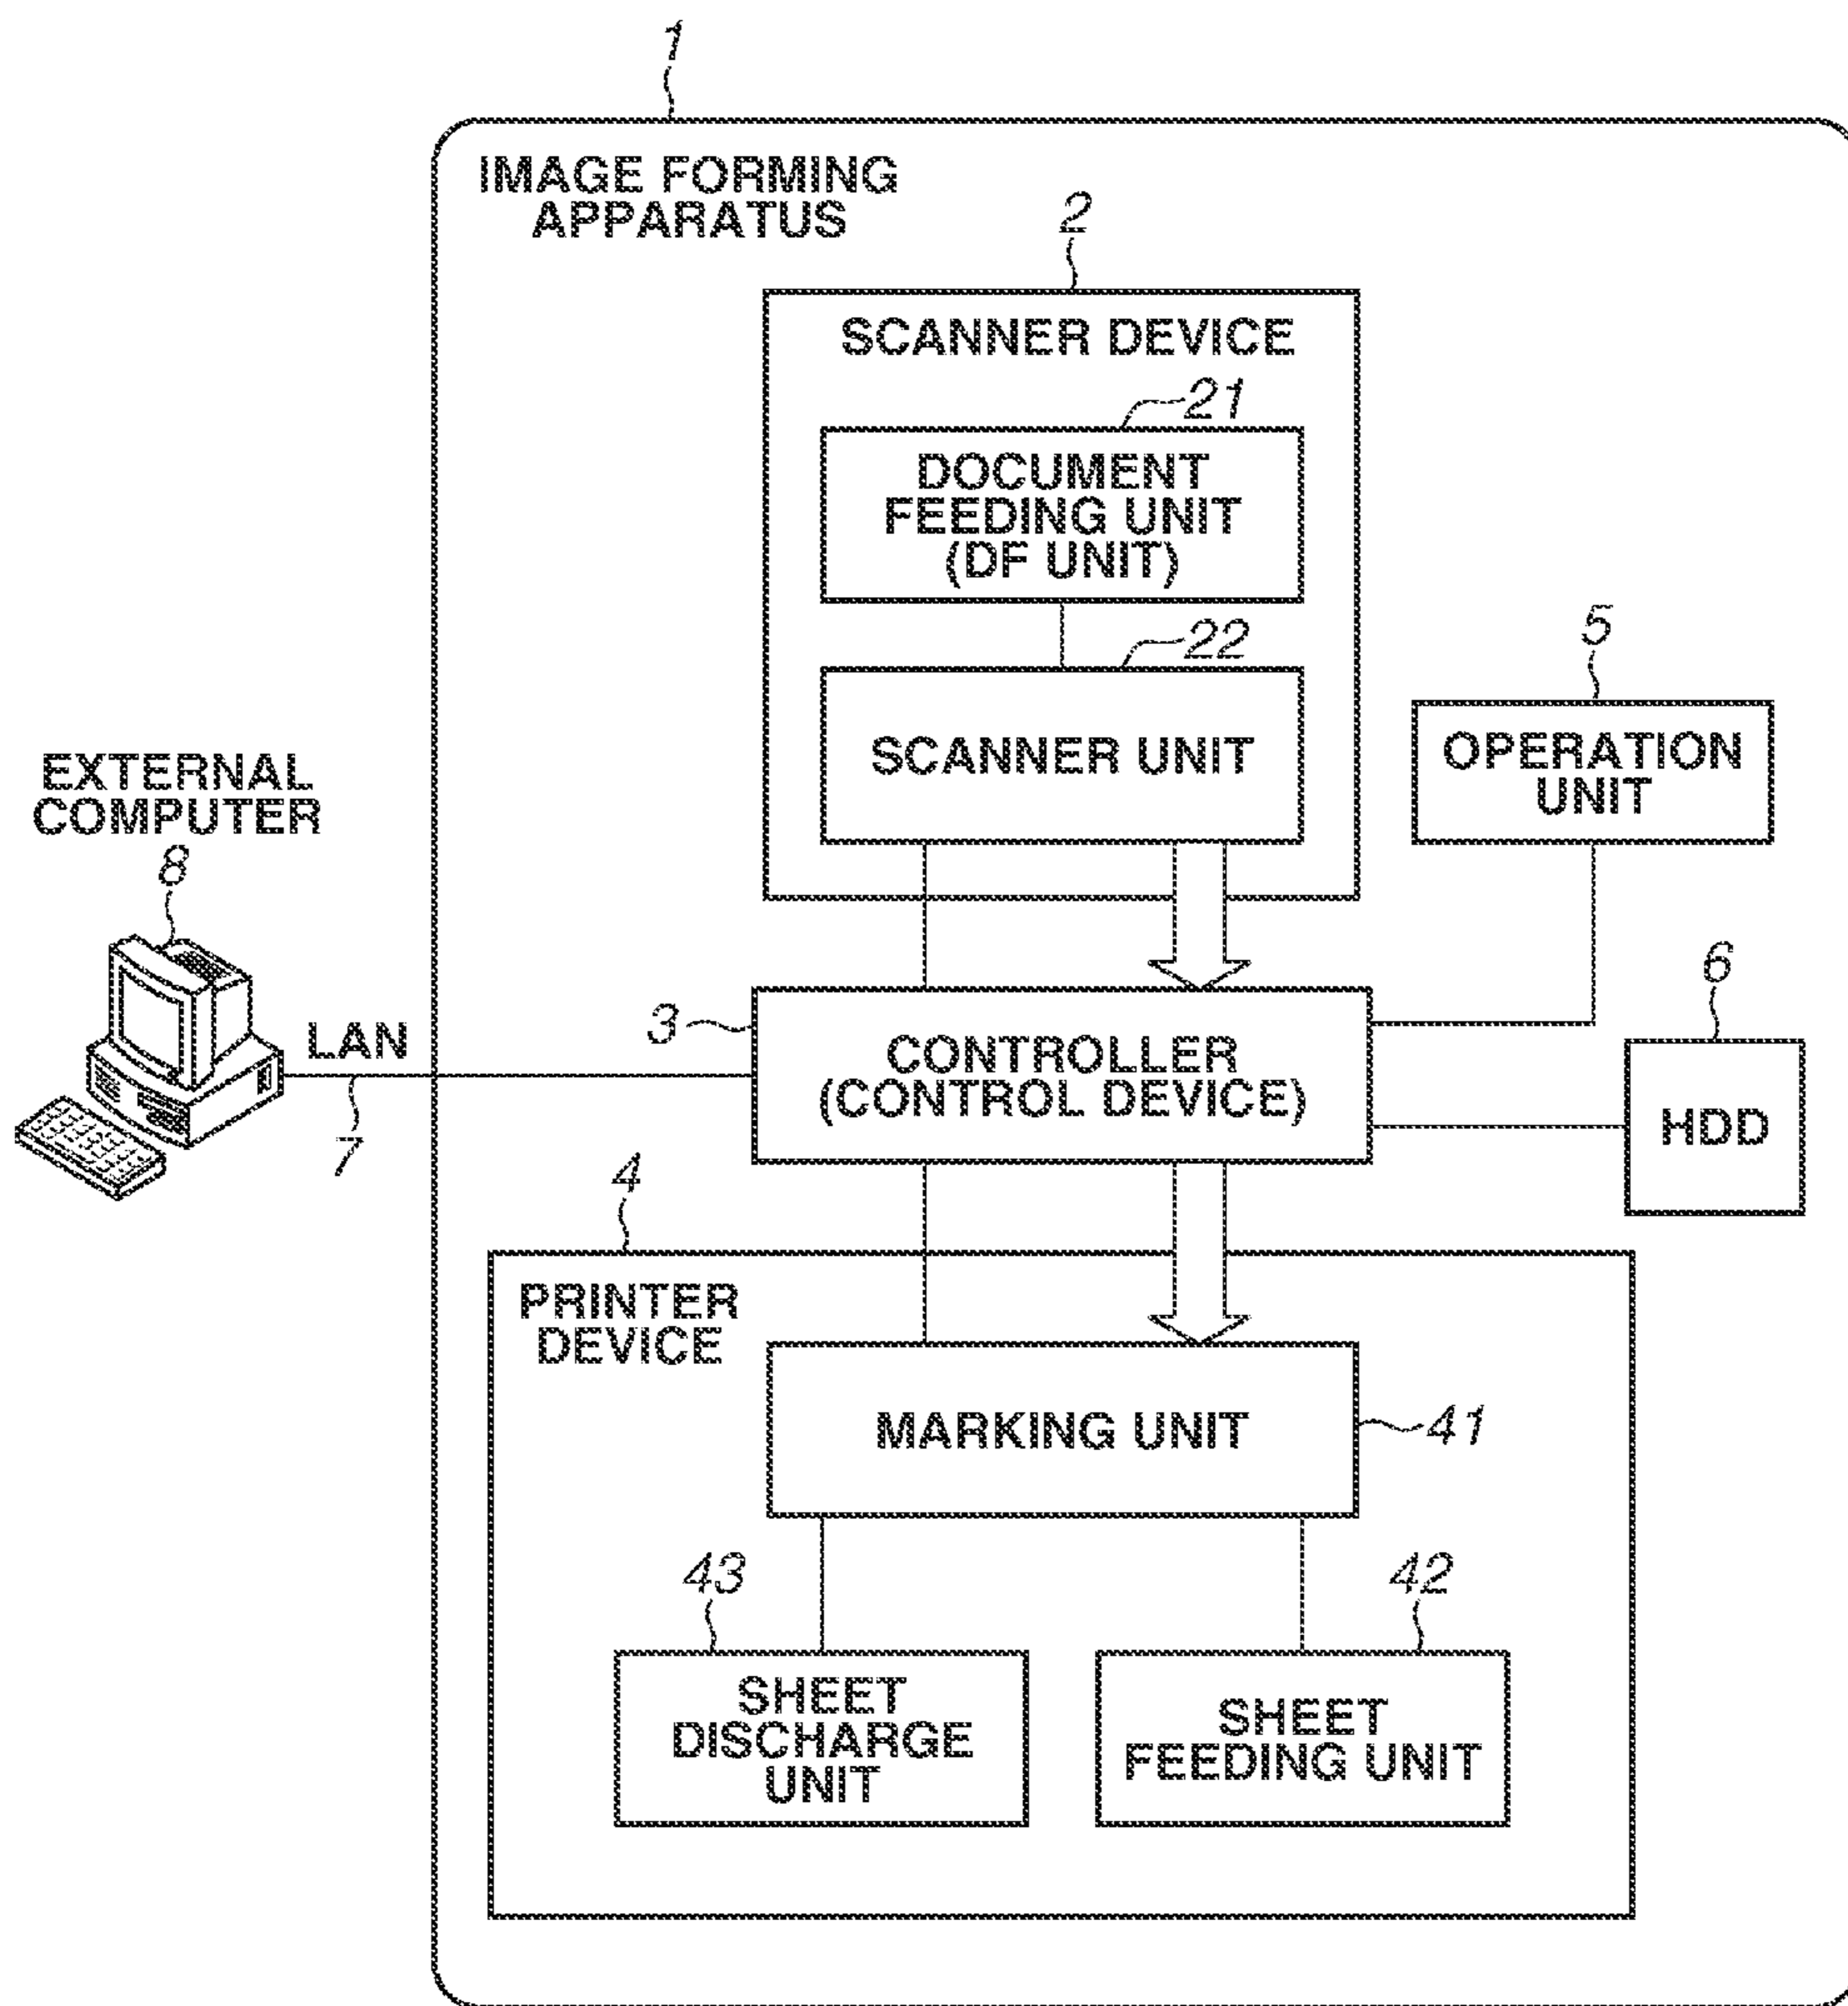 1
IMAGE FORMING
APPARATUS
2
SCANNER DEVICE
21
DOCUMENT
FEEDING UNIT
(DF UNIT)
22
SCANNER UNIT
5
OPERATION
UNIT
EXTERNAL
COMPUTER
8
LAN
7
3
CONTROLLER
(CONTROL DEVICE)
6
HDD
4
PRINTER
DEVICE
MARKING UNIT
41
43
SHEET
DISCHARGE
UNIT
42
SHEET
FEEDING UNIT